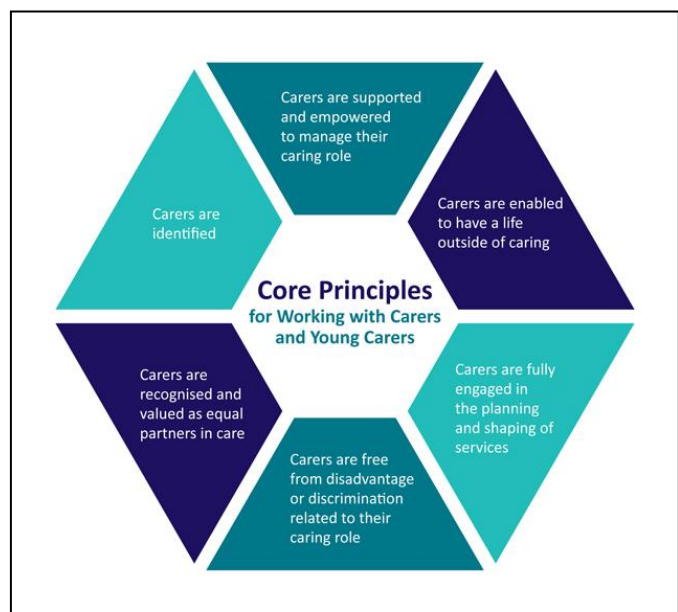 Carers are supported
and empowered
to manage their
caring role
Carers are enabled
to have a life
outside of caring
Carers are fully
engaged in
the planning
and shaping of
services
Carers are free
from disadvantage
or discrimination
related to their
caring role
Carers are
recognised and
valued as equal
partners in care
Carers are
identified
Core Principles
for Working with Carers
and Young Carers